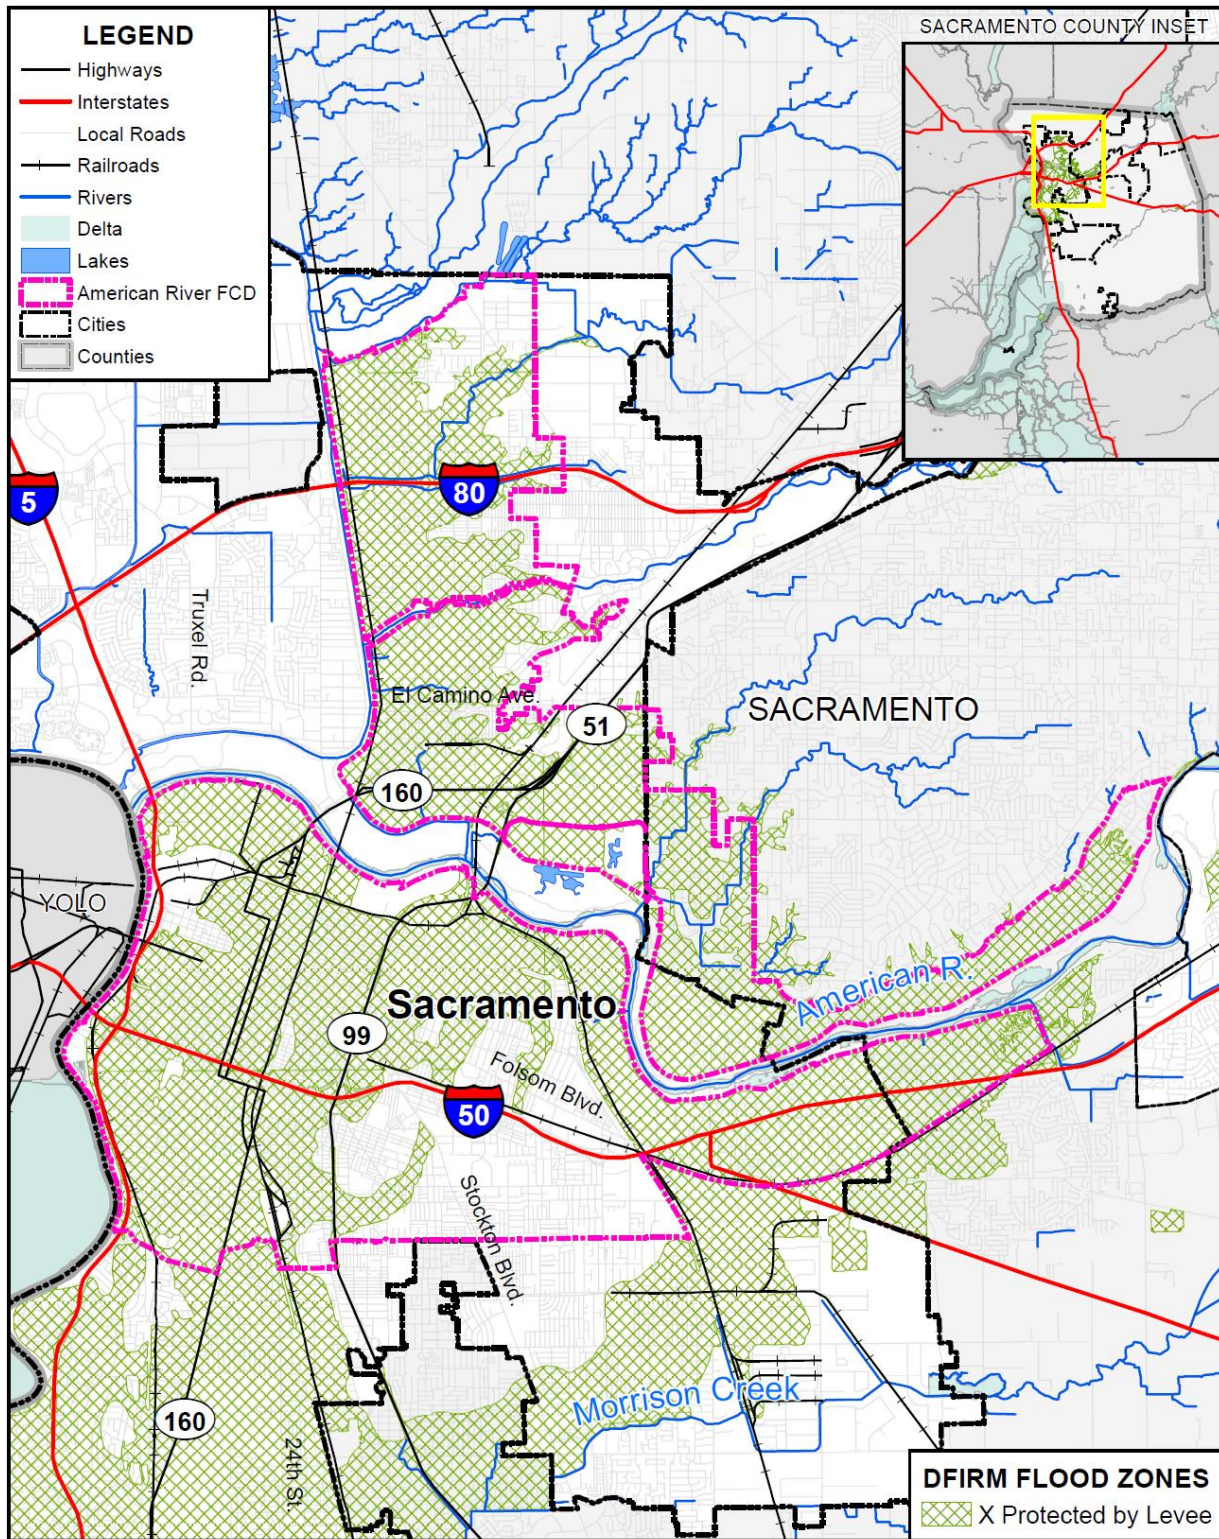 LEGEND
Highways
Interstates
Local Roads
Railroads
Rivers
Delta
Lakes
American River FCD
Cities
Counties
SACRAMENTO COUNTY INSET
5
80
Truxel Rd.
El Camino Ave.
SACRAMENTO
51
160
YOLO
American R.
Sacramento
99
Folsom Blvd.
50
Stockton Blvd.
Morrison Creek
160
24th St.
DFIRM FLOOD ZONES
X Protected by Levee